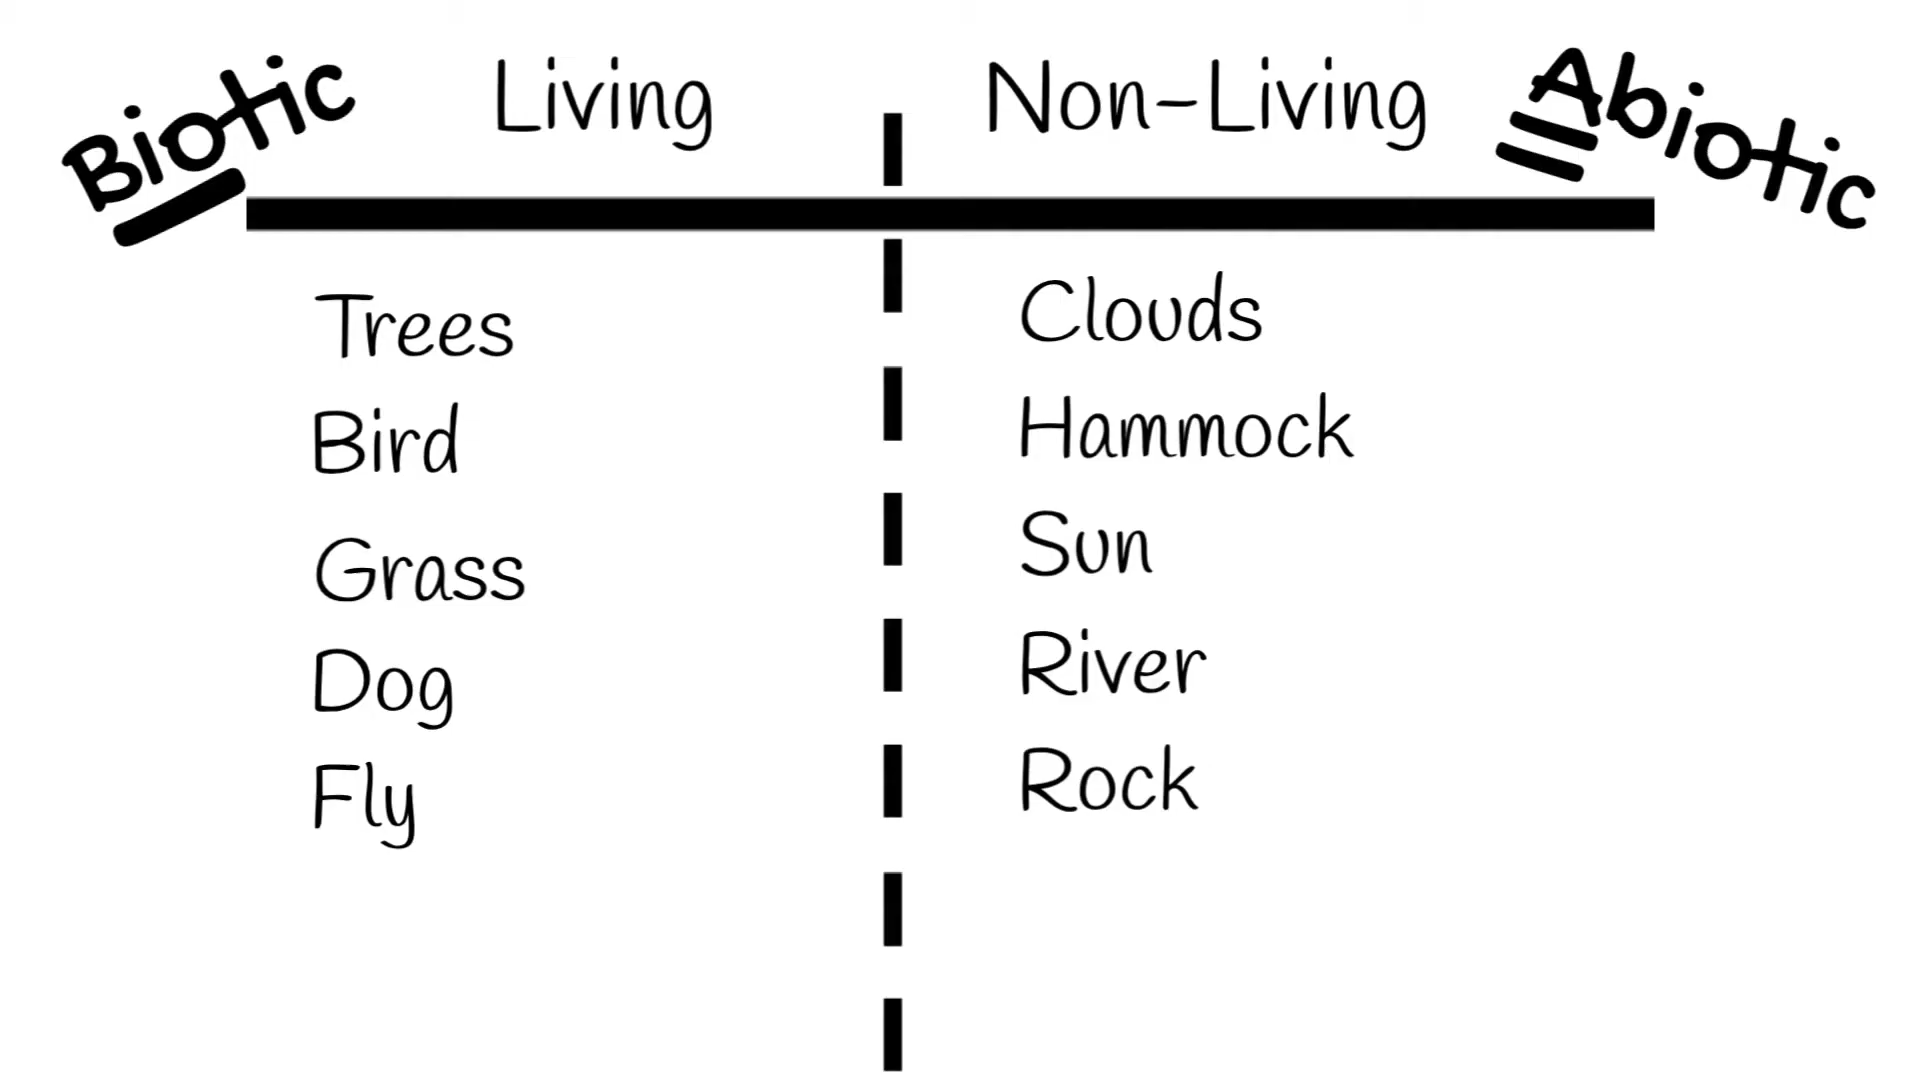 Biotic
Living
Non-Living
Abiotic
Trees
Bird
Grass
Dog
Fly
Clouds
Hammock
Sun
River
Rock